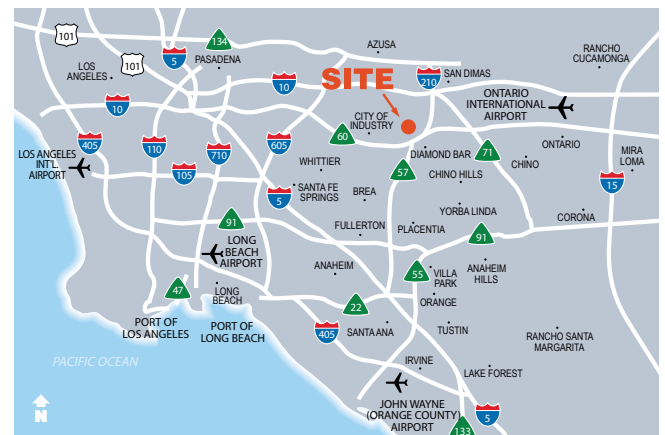 101
134
5
LOS
ANGELES
101
PASADENA
AZUSA
RANCHO
CUCAMONGA
SITE
10
210
SAN DIMAS
10
ONTARIO
INTERNATIONAL
AIRPORT
CITY OF
INDUSTRY
60
405
110
710
605
LOS ANGELES
INT'L
AIRPORT
105
WHITTIER
DIAMOND BAR
71
ONTARIO
CHINO
MIRA
LOMA
57
CHINO HILLS
15
SANTA FE
SPRINGS
5
BREA
91
FULLERTON
PLACENTIA
YORBA LINDA
91
CORONA
LONG
BEACH
AIRPORT
ANAHEIM
55
VILLA
PARK
ANAHEIM
HILLS
47
LONG
BEACH
22
ORANGE
PORT OF
LOS ANGELES
PORT OF
LONG BEACH
405
SANTA ANA
TUSTIN
RANCHO SANTA
MARGARITA
PACIFIC OCEAN
IRVINE
LAKE FOREST
N
JOHN WAYNE
(ORANGE COUNTY)
AIRPORT
5
133